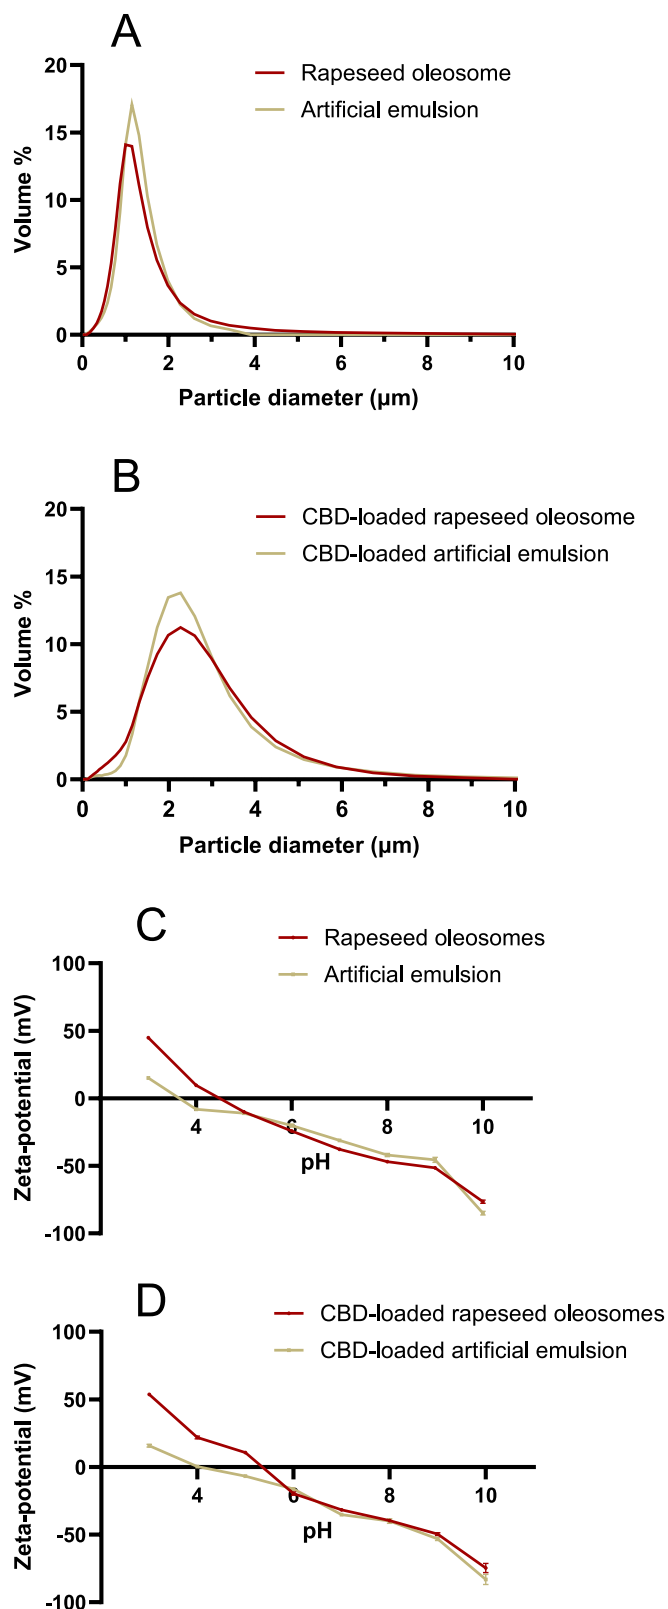 A
Rapeseed oleosome
Artificial emulsion
20
15
10
5
0
Volume %
0 2 4 6 8 10
Particle diameter (µm)
B
CBD-loaded rapeseed oleosome
CBD-loaded artificial emulsion
20
15
10
5
0
Volume %
0 2 4 6 8 10
Particle diameter (µm)
C
Rapeseed oleosomes
Artificial emulsion
100
50
0
-50
-100
Zeta-potential (mV)
4 6 8 10
pH
D
CBD-loaded rapeseed oleosomes
CBD-loaded artificial emulsion
100
50
0
-50
-100
Zeta-potential (mV)
4 6 8 10
pH